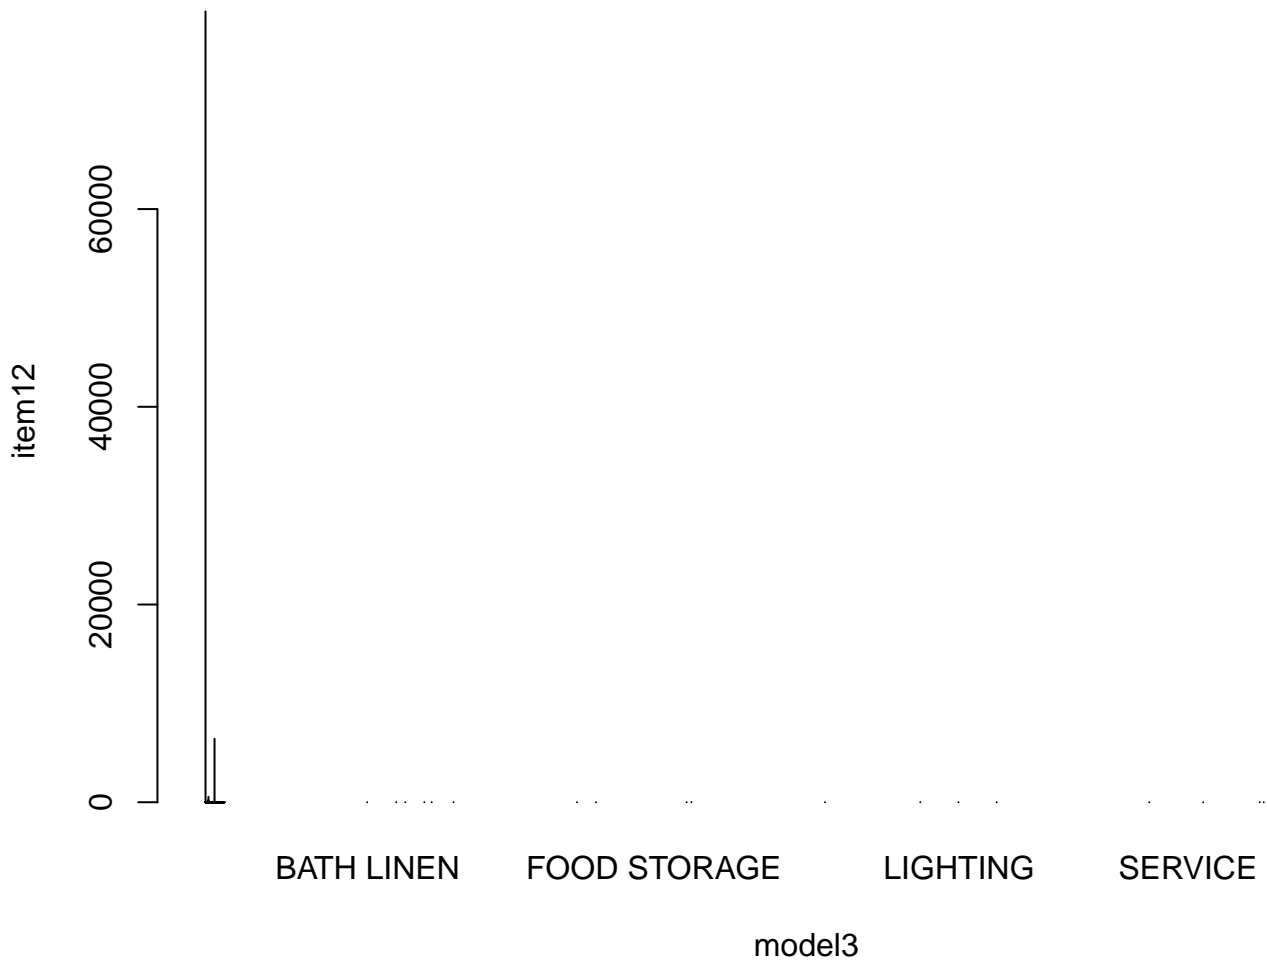 60000
40000
20000
0
item12
BATH LINEN FOOD STORAGE LIGHTING SERVICE
model3